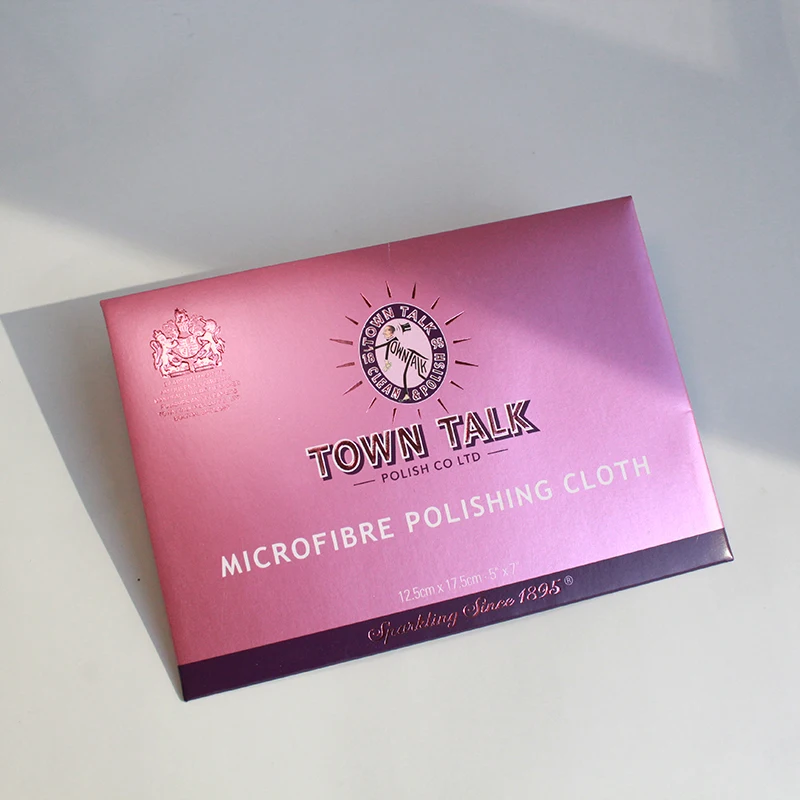 TOWN TALK
1895
TOWN TALK
CLEAN & POLISH
TOWN TALK
POLISH CO LTD
MICROFIBRE POLISHING CLOTH
12.5cm x 17.5cm - 5" x 7"
Sparkling Since 1895®